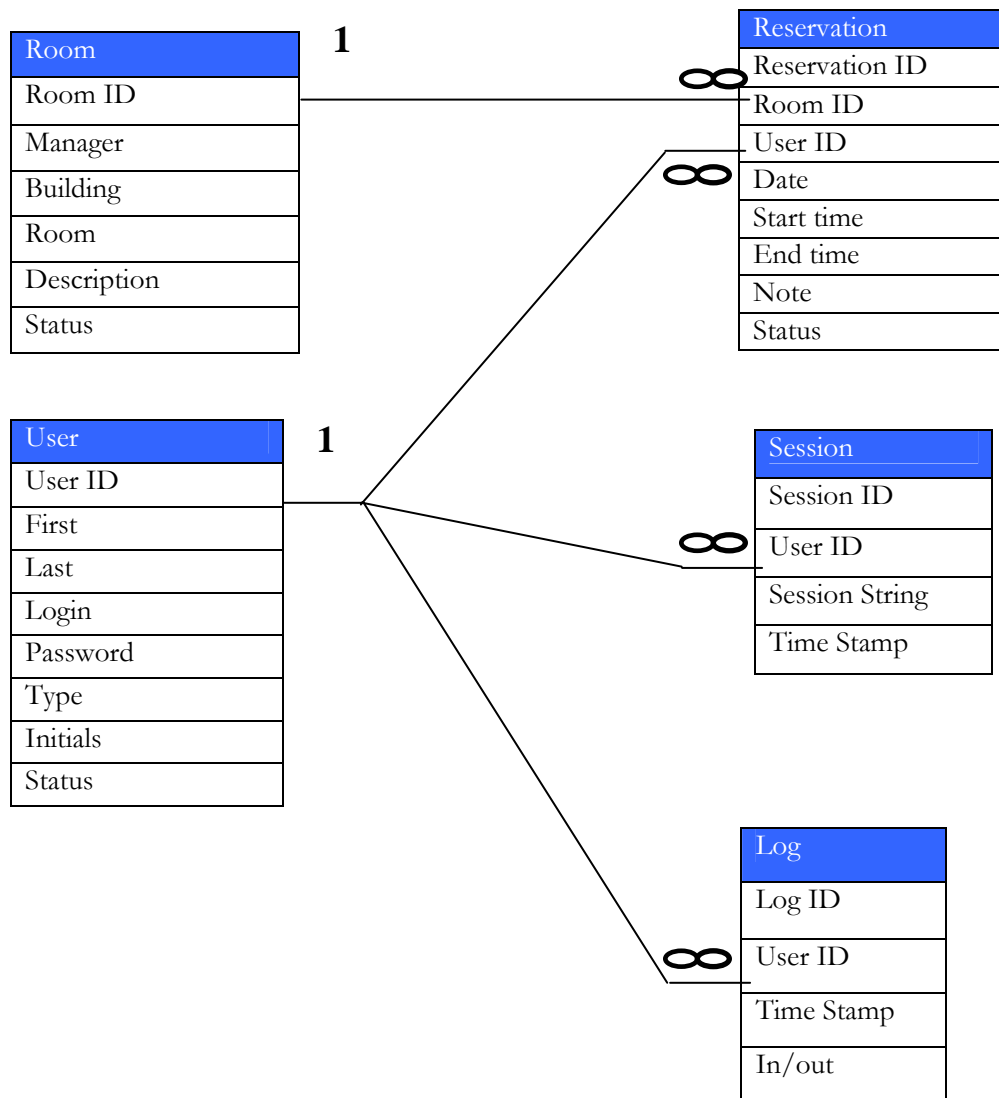 Room
Room ID
Manager
Building
Room
Description
Status
1
∞
∞
Reservation
Reservation ID
Room ID
User ID
Date
Start time
End time
Note
Status
User
User ID
First
Last
Login
Password
Type
Initials
Status
1
∞
Session
Session ID
User ID
Session String
Time Stamp
∞
Log
Log ID
User ID
Time Stamp
In/out